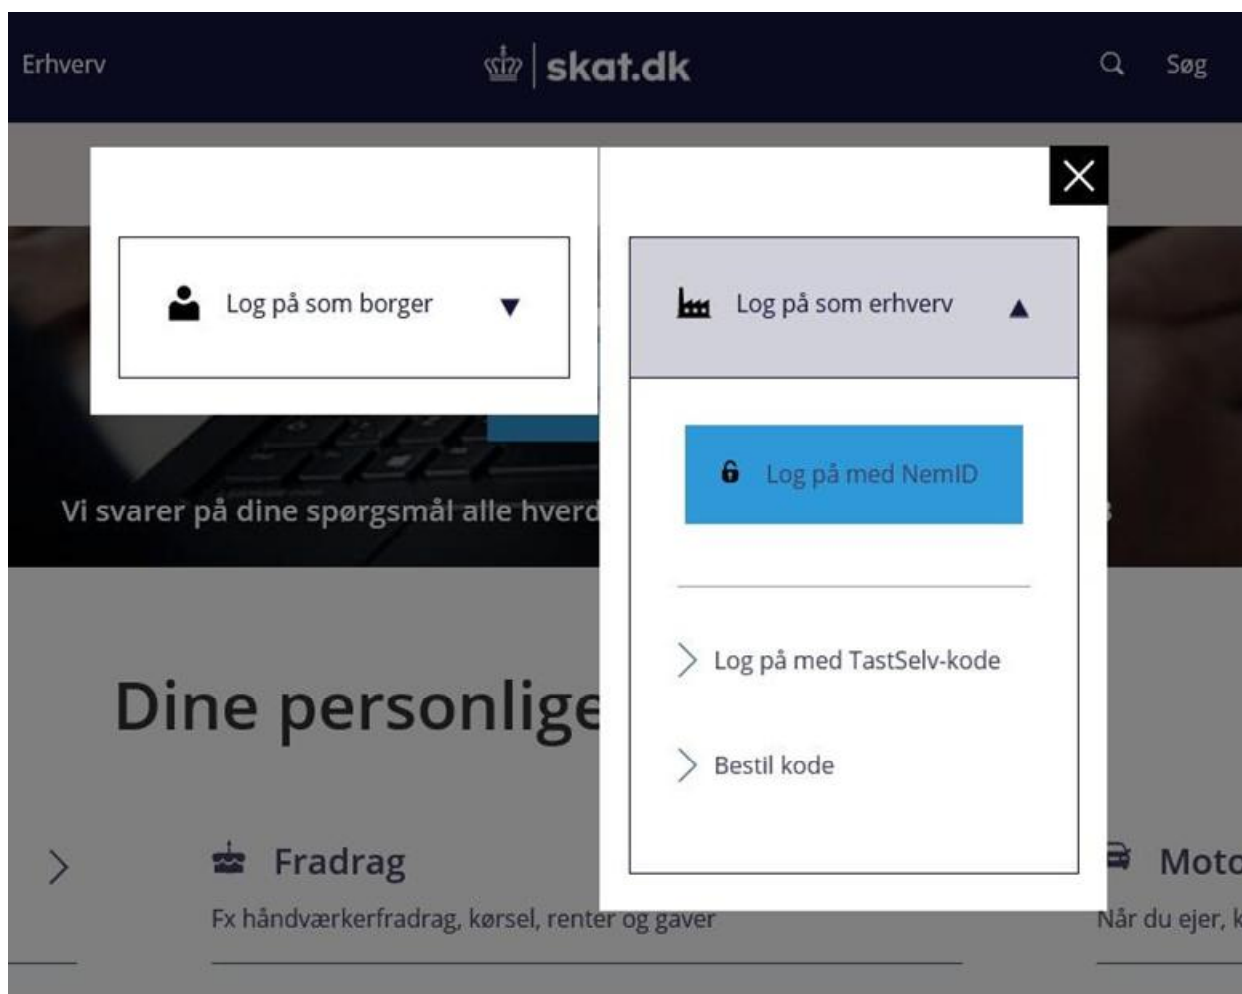 Erhverv
skat.dk
Søg
Log på som borger
Log på som erhverv
Log på med NemID
Vi svarer på dine spørgsmål alle hverd
Log på med TastSelv-kode
Dine personlige
Bestil kode
Fradrag
Moto
Fx håndværkerfradrag, kørsel, renter og gaver
Når du ejer, k